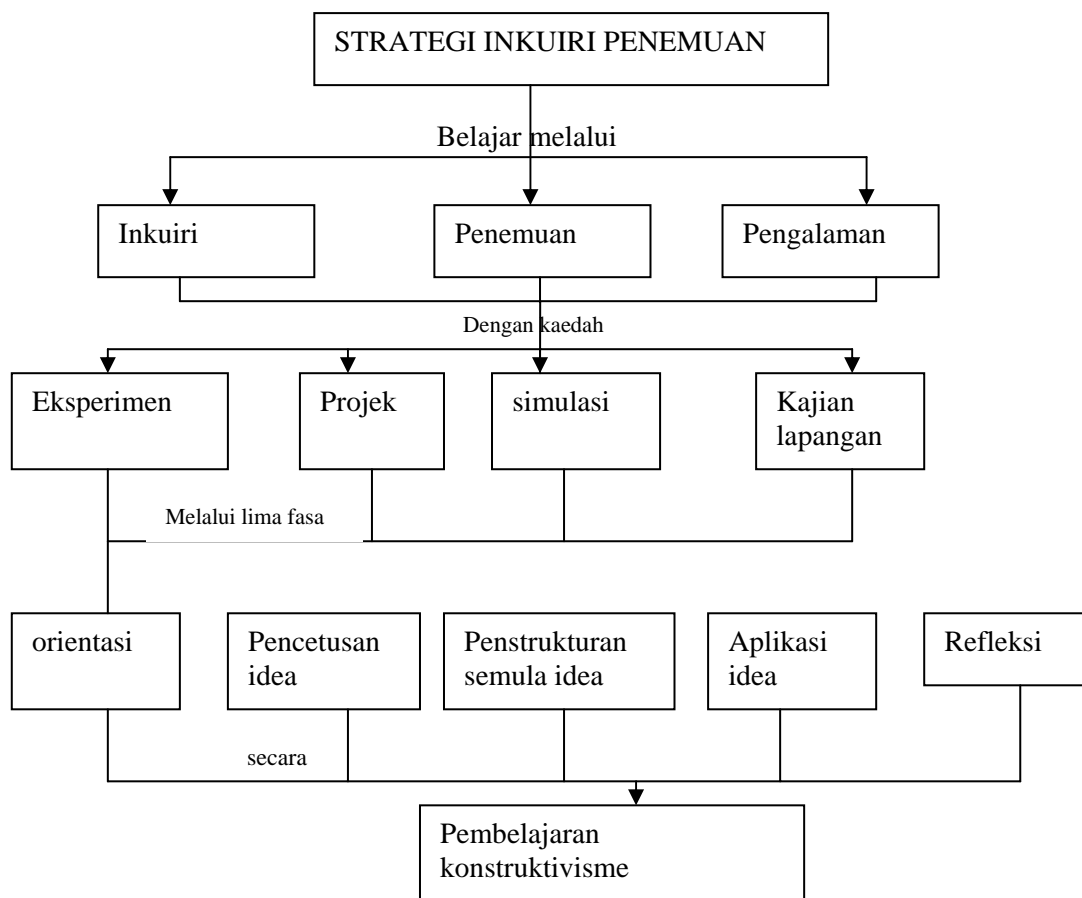 STRATEGI INKUIRI PENEMUAN
Belajar melalui
Inkuiri
Penemuan
Pengalaman
Dengan kaedah
Eksperimen
Projek
simulasi
Kajian
lapangan
Melalui lima fasa
orientasi
Pencetusan
idea
Penstrukturan
semula idea
Aplikasi
idea
Refleksi
secara
Pembelajaran
konstruktivisme